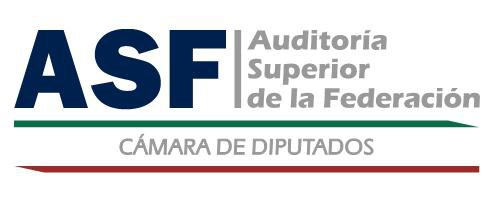 ASF
Auditoría
Superior
de la Federación
CÁMARA DE DIPUTADOS